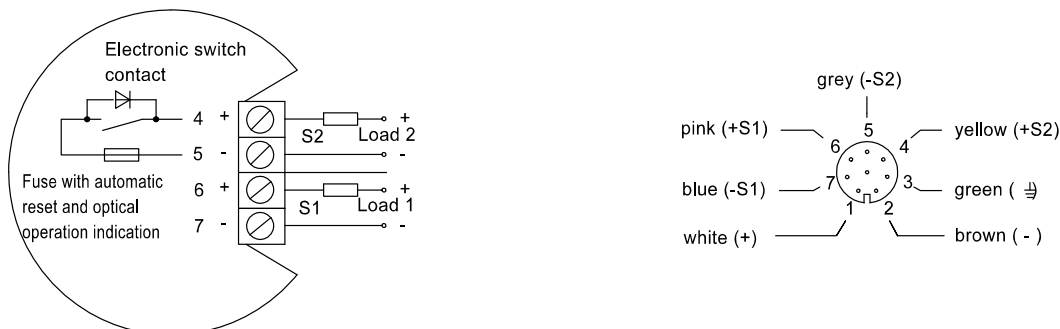 Electronic switch
contact
4 +
5 -
6 +
7 -
Fuse with automatic
reset and optical
operation indication
S2
+
Load 2
-
S1
+
Load 1
-
grey (-S2)
pink (+S1)
yellow (+S2)
blue (-S1)
green ( ⏚)
white (+)
brown ( - )
5
6
4
7
3
1
2